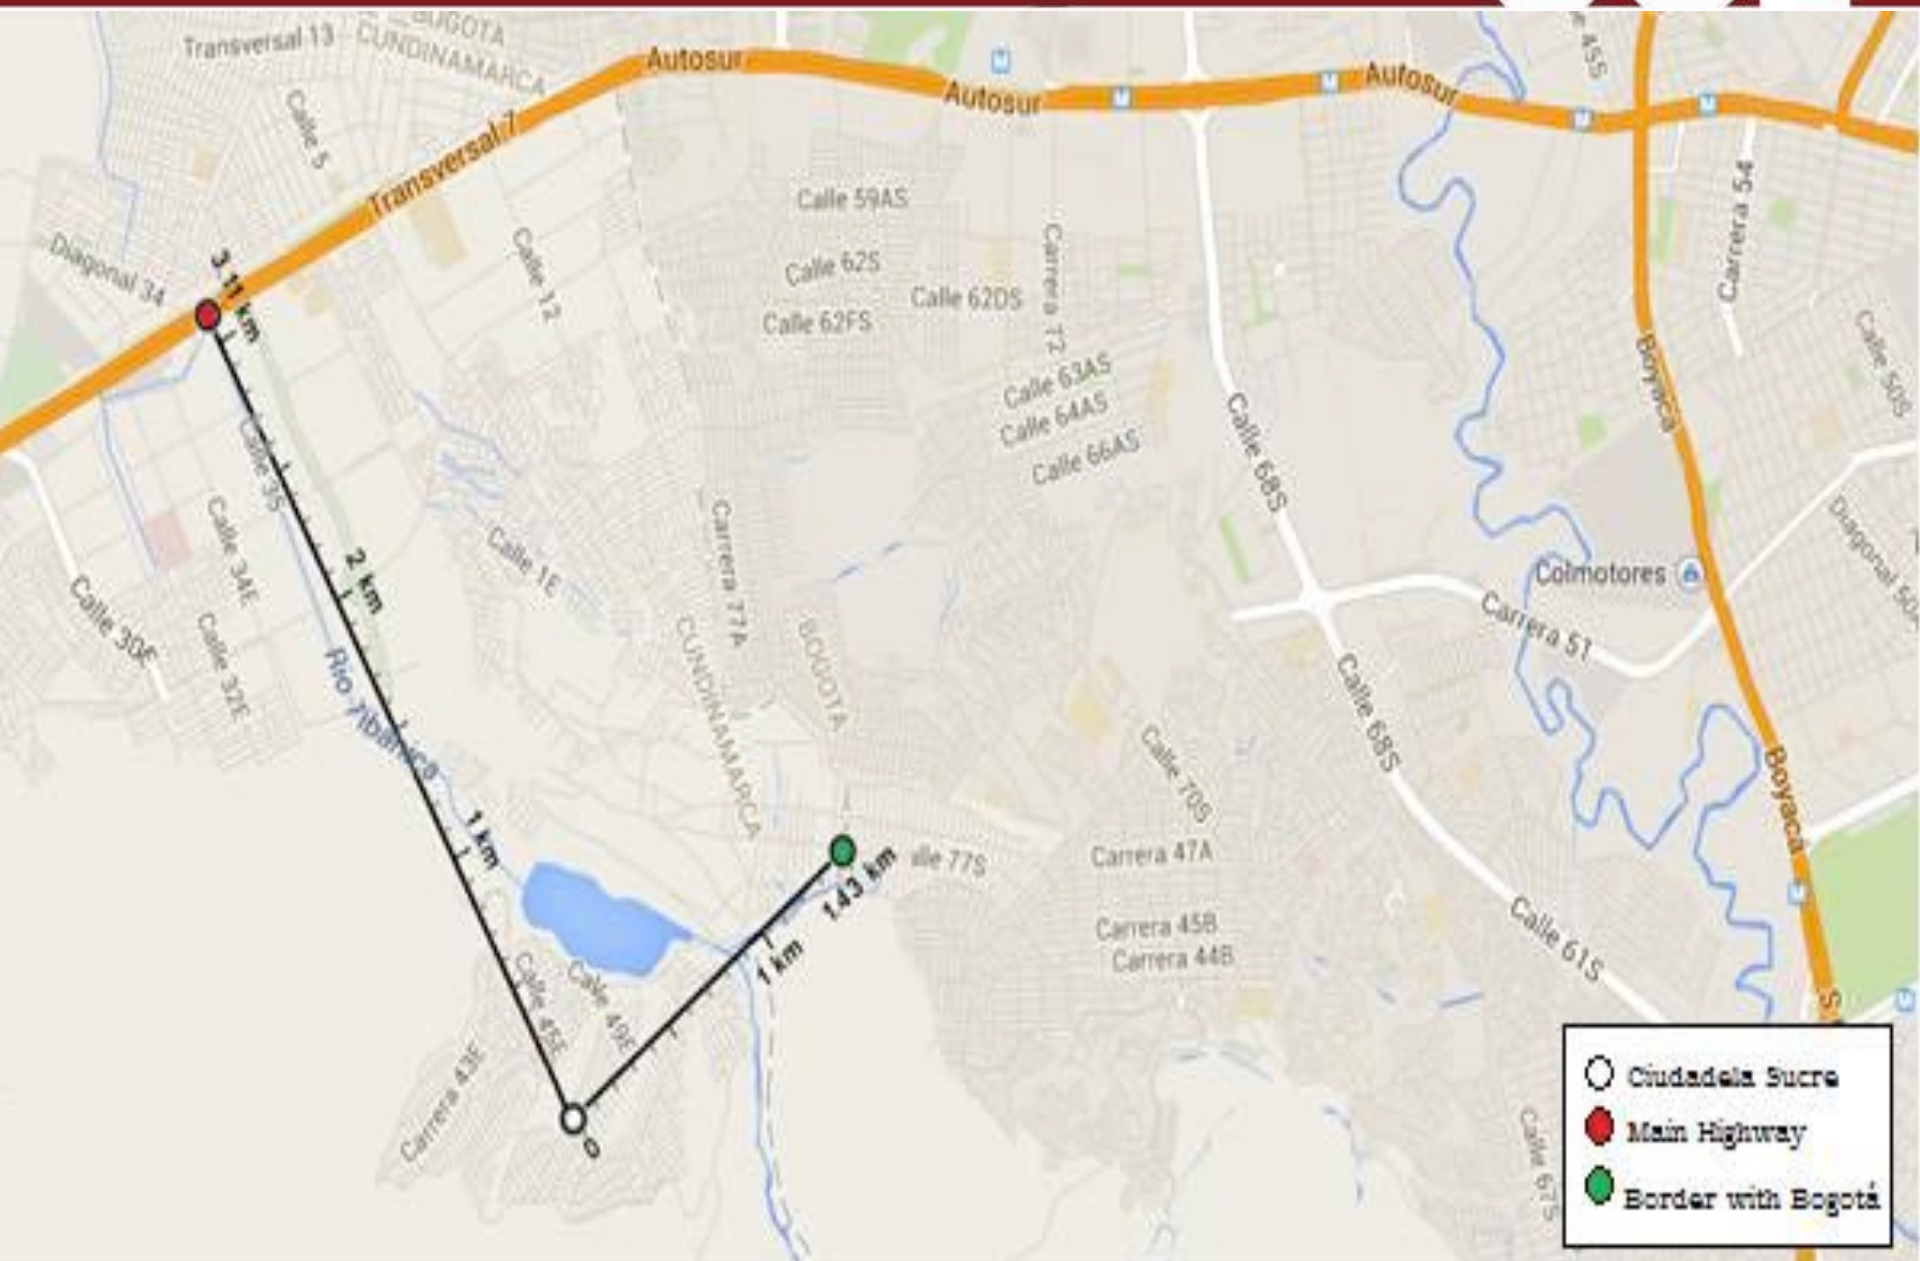 BOGOTA
CUNDINAMARCA
Transversal 13
Autosur
Autosur
Autosur
Calle 5
Transversal 7
Calle 59AS
Carrera 54
Diagonal 34
3.11 km
Calle 12
Calle 62S
Calle 62DS
Calle 62FS
Carrera 72
Calle 63AS
Calle 64AS
Calle 66AS
Calle 68S
Boyaca
Calle 50S
Calle 3S
Calle 34E
2 km
Calle 1E
Carrera 77A
Colmotores
Carrera 51
Calle 30E
Calle 32E
CUNDINAMARCA
BOGOTA
Calle 68S
Calle 70S
Boyaca
1 km
1.43 km
alle 77S
Carrera 47A
Carrera 45B
Carrera 44B
Calle 61S
1 km
Calle 45E
Calle 49E
Carrera 43E
0
Calle 67S
Ciudadela Sucre
Main Highway
Border with Bogotá